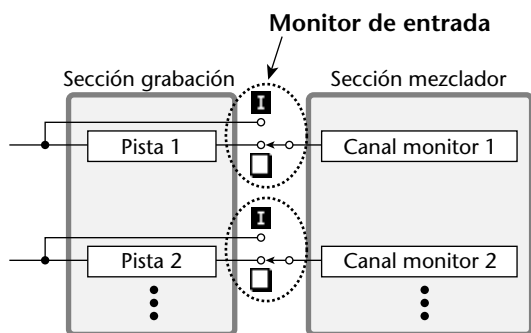 Monitor de entrada
Sección grabación
Sección mezclador
I
Pista 1
Canal monitor 1
I
Pista 2
Canal monitor 2